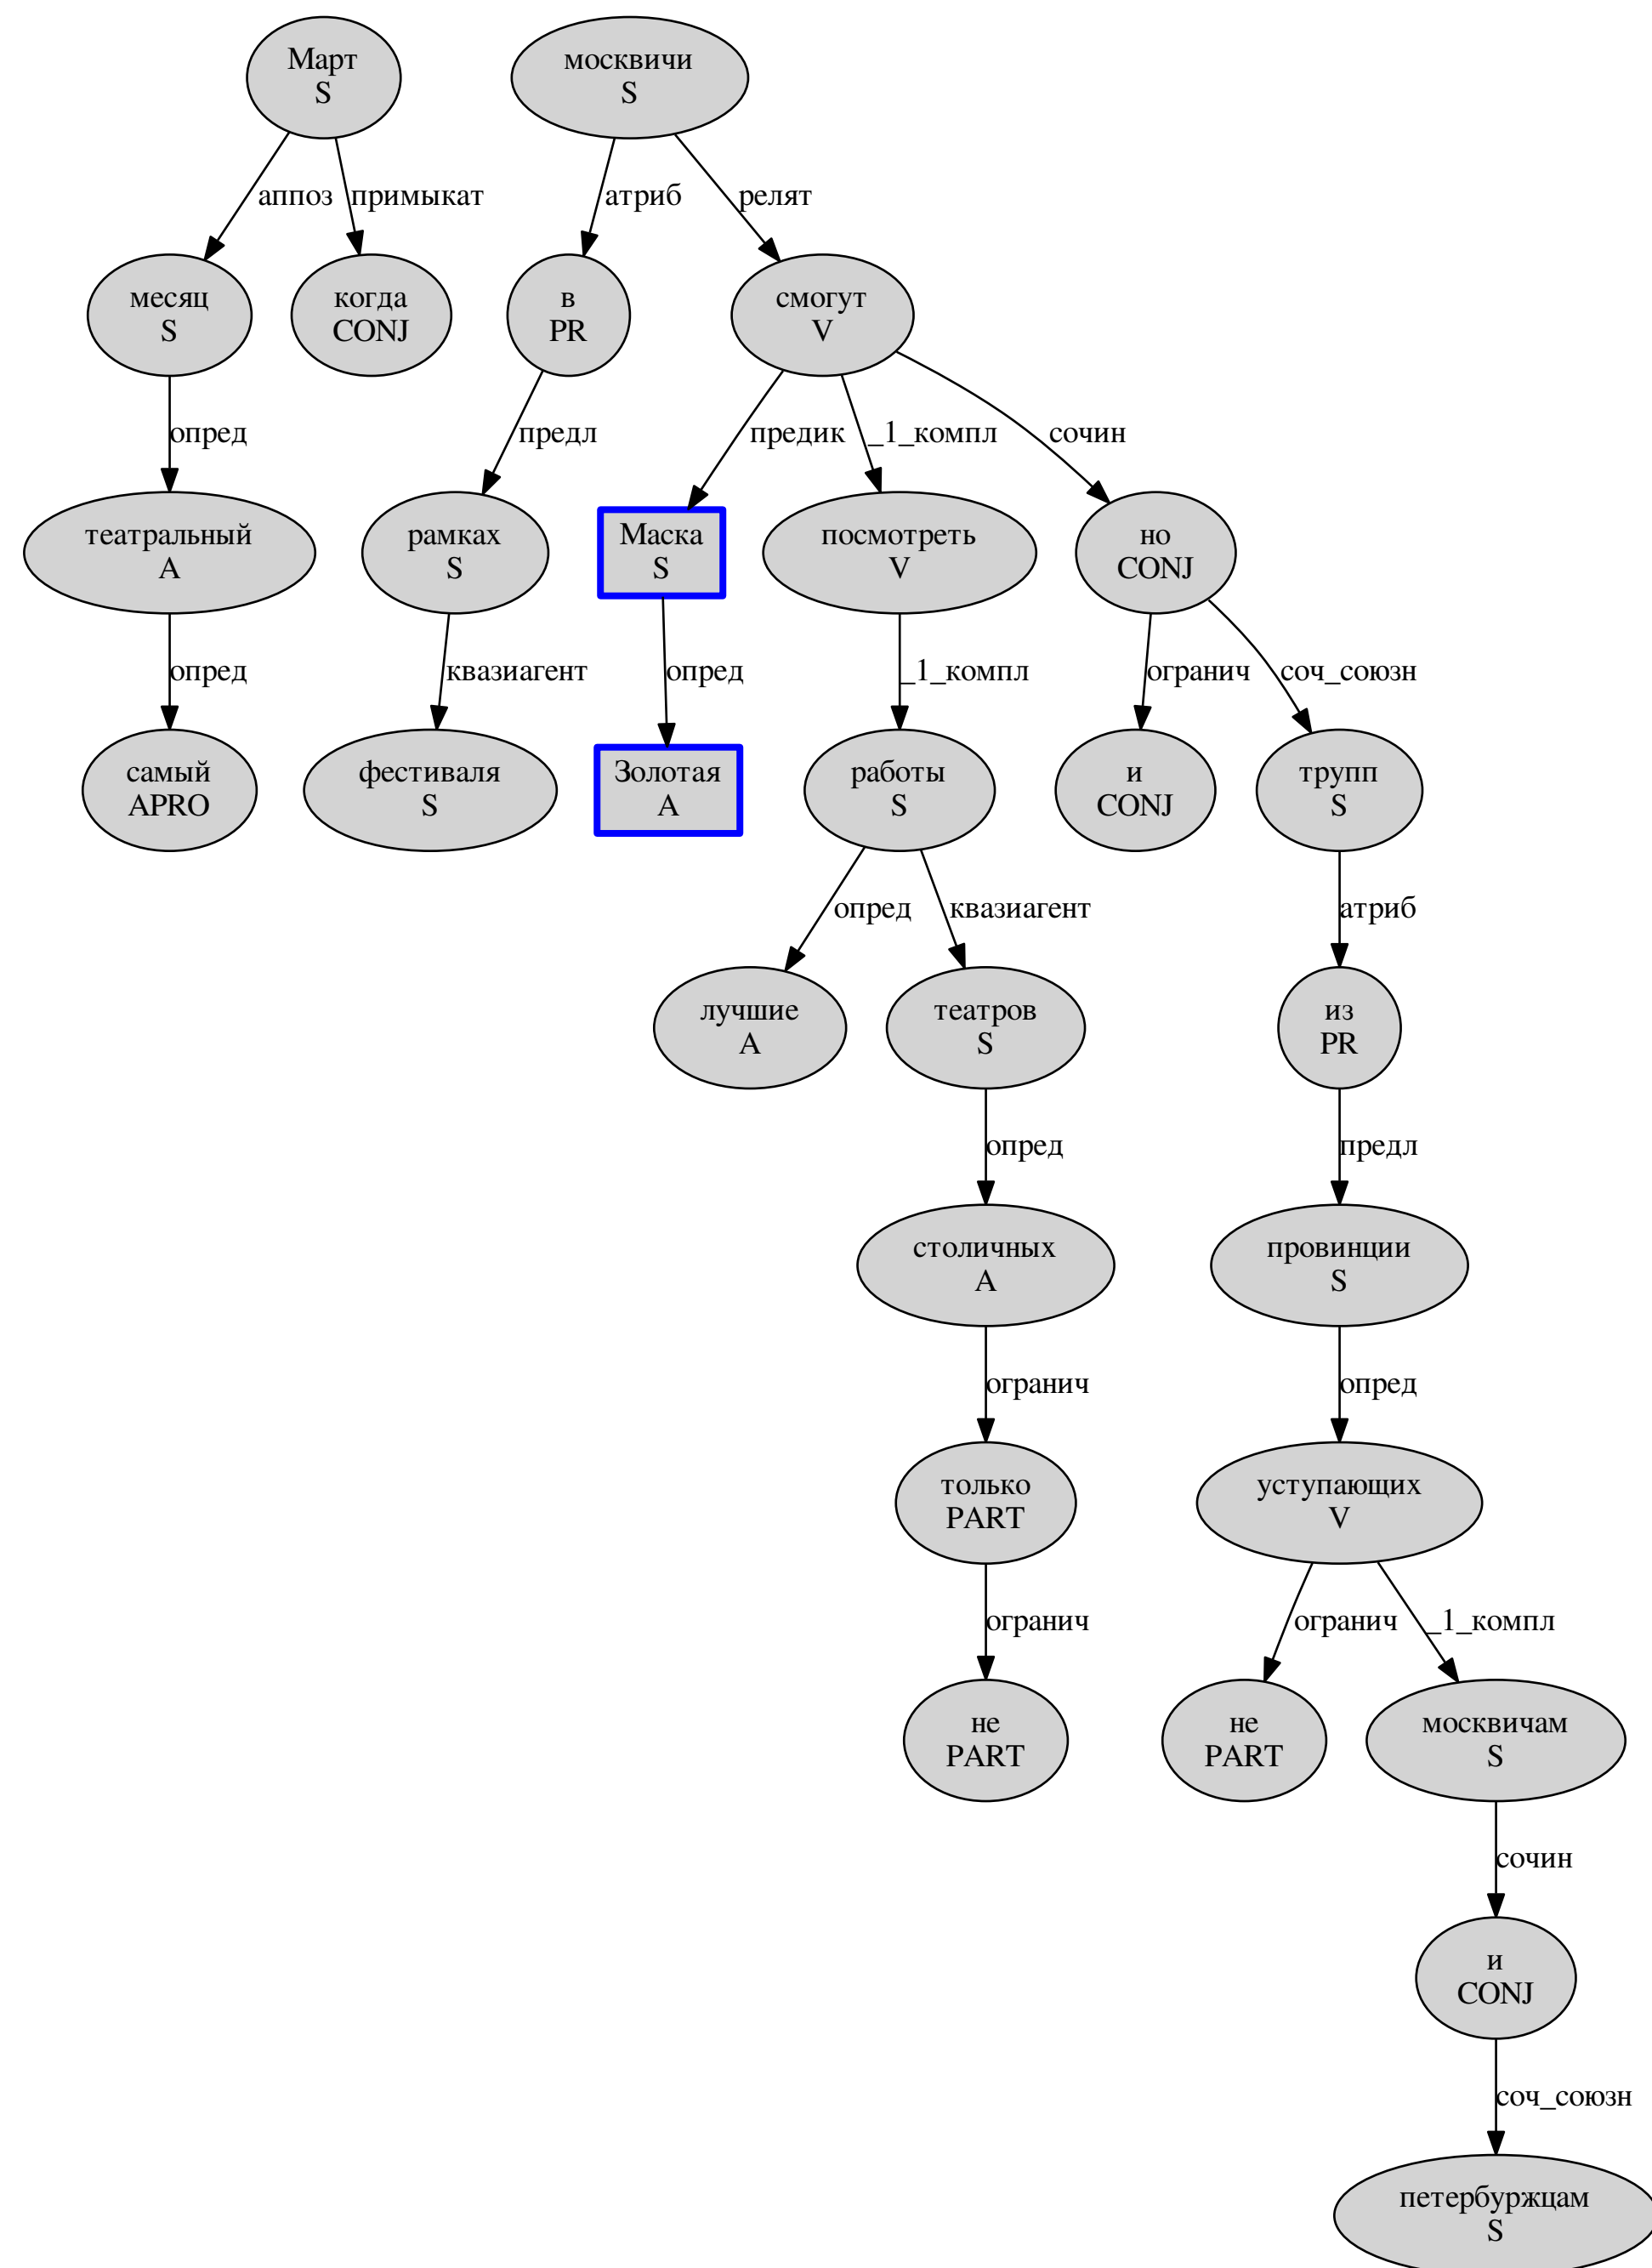 Март
S
москвичи
S
аппоз
примыкат
атриб
релят
месяц
S
когда
CONJ
в
PR
смогут
V
опред
предл
предик
_1_компл
сочин
театральный
A
рамках
S
Маска
S
посмотреть
V
но
CONJ
опред
квазиагент
опред
_1_компл
огранич
соч_союзн
самый
APRO
фестиваля
S
Золотая
A
работы
S
и
CONJ
трупп
S
опред
квазиагент
атриб
лучшие
A
театров
S
из
PR
опред
предл
столичных
A
провинции
S
огранич
опред
только
PART
уступающих
V
огранич
огранич
_1_компл
не
PART
не
PART
москвичам
S
сочин
и
CONJ
соч_союзн
петербуржцам
S